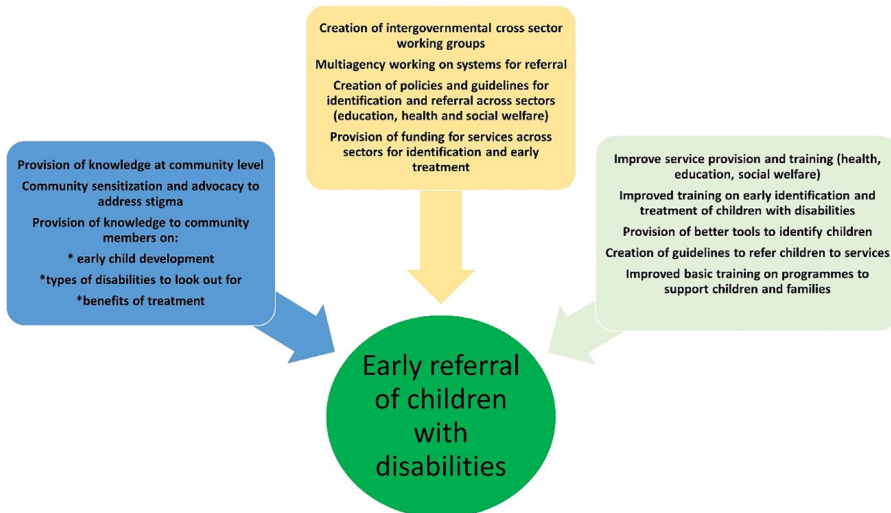 Creation of intergovernmental cross sector
working groups
Multiagency working on systems for referral
Creation of policies and guidelines for
identification and referral across sectors
(education, health and social welfare)
Provision of funding for services across
sectors for identification and early
treatment
Provision of knowledge at community level
Community sensitization and advocacy to
address stigma
Provision of knowledge to community
members on:
* early child development
*types of disabilities to look out for
*benefits of treatment
Improve service provision and training (health,
education, social welfare)
Improved training on early identification and
treatment of children with disabilities
Provision of better tools to identify children
Creation of guidelines to refer children to services
Improved basic training on programmes to
support children and families
Early referral
of children
with
disabilities